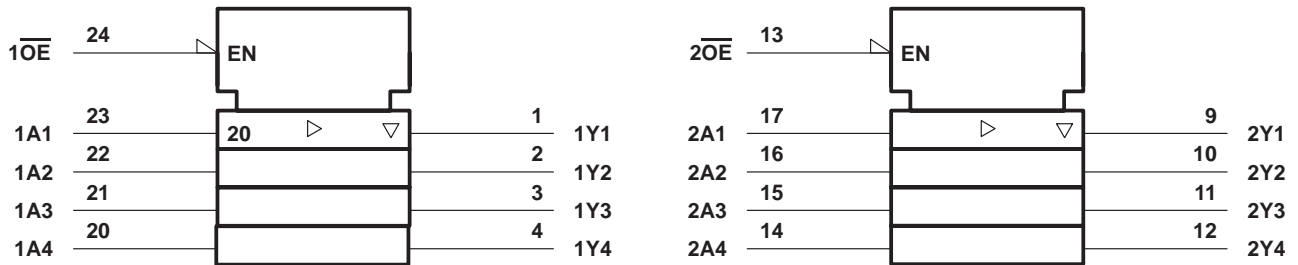 1OE 24 EN
1A1 23 20 1 1Y1
1A2 22 2 1Y2
1A3 21 3 1Y3
1A4 20 4 1Y4
2OE 13 EN
2A1 17 9 2Y1
2A2 16 10 2Y2
2A3 15 11 2Y3
2A4 14 12 2Y4